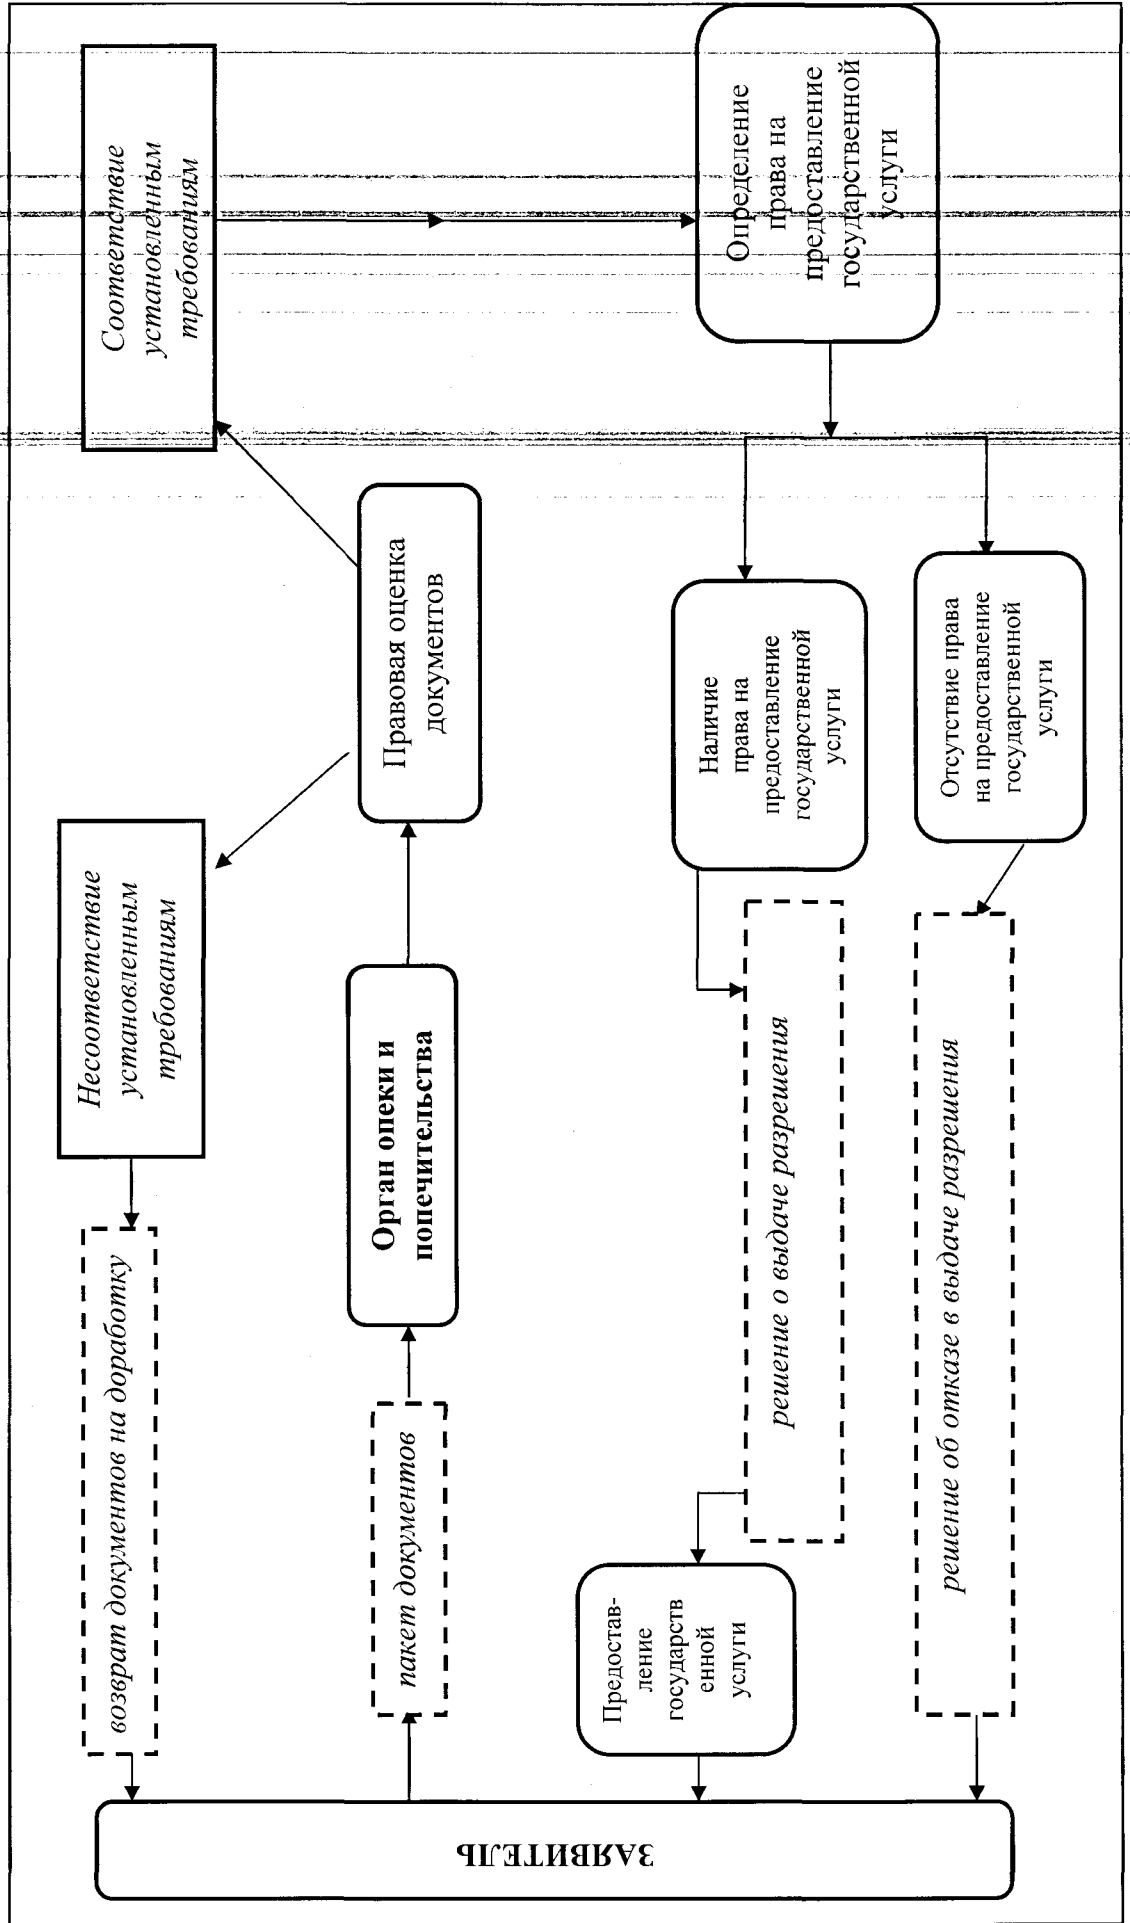 ЗАЯВИТЕЛЬ
возврат документов на доработку
Несоответствие
установленным
требованиям
Соответствие
установленным
требованиям
пакет документов
Орган опеки и
попечительства
Правовая оценка
документов
Предостав-
ление
государств
енной
услуги
решение о выдаче разрешения
Наличие
права на
предоставление
государственной
услуги
Определение
права на
предоставление
государственной
услуги
решение об отказе в выдаче разрешения
Отсутствие права
на предоставление
государственной
услуги